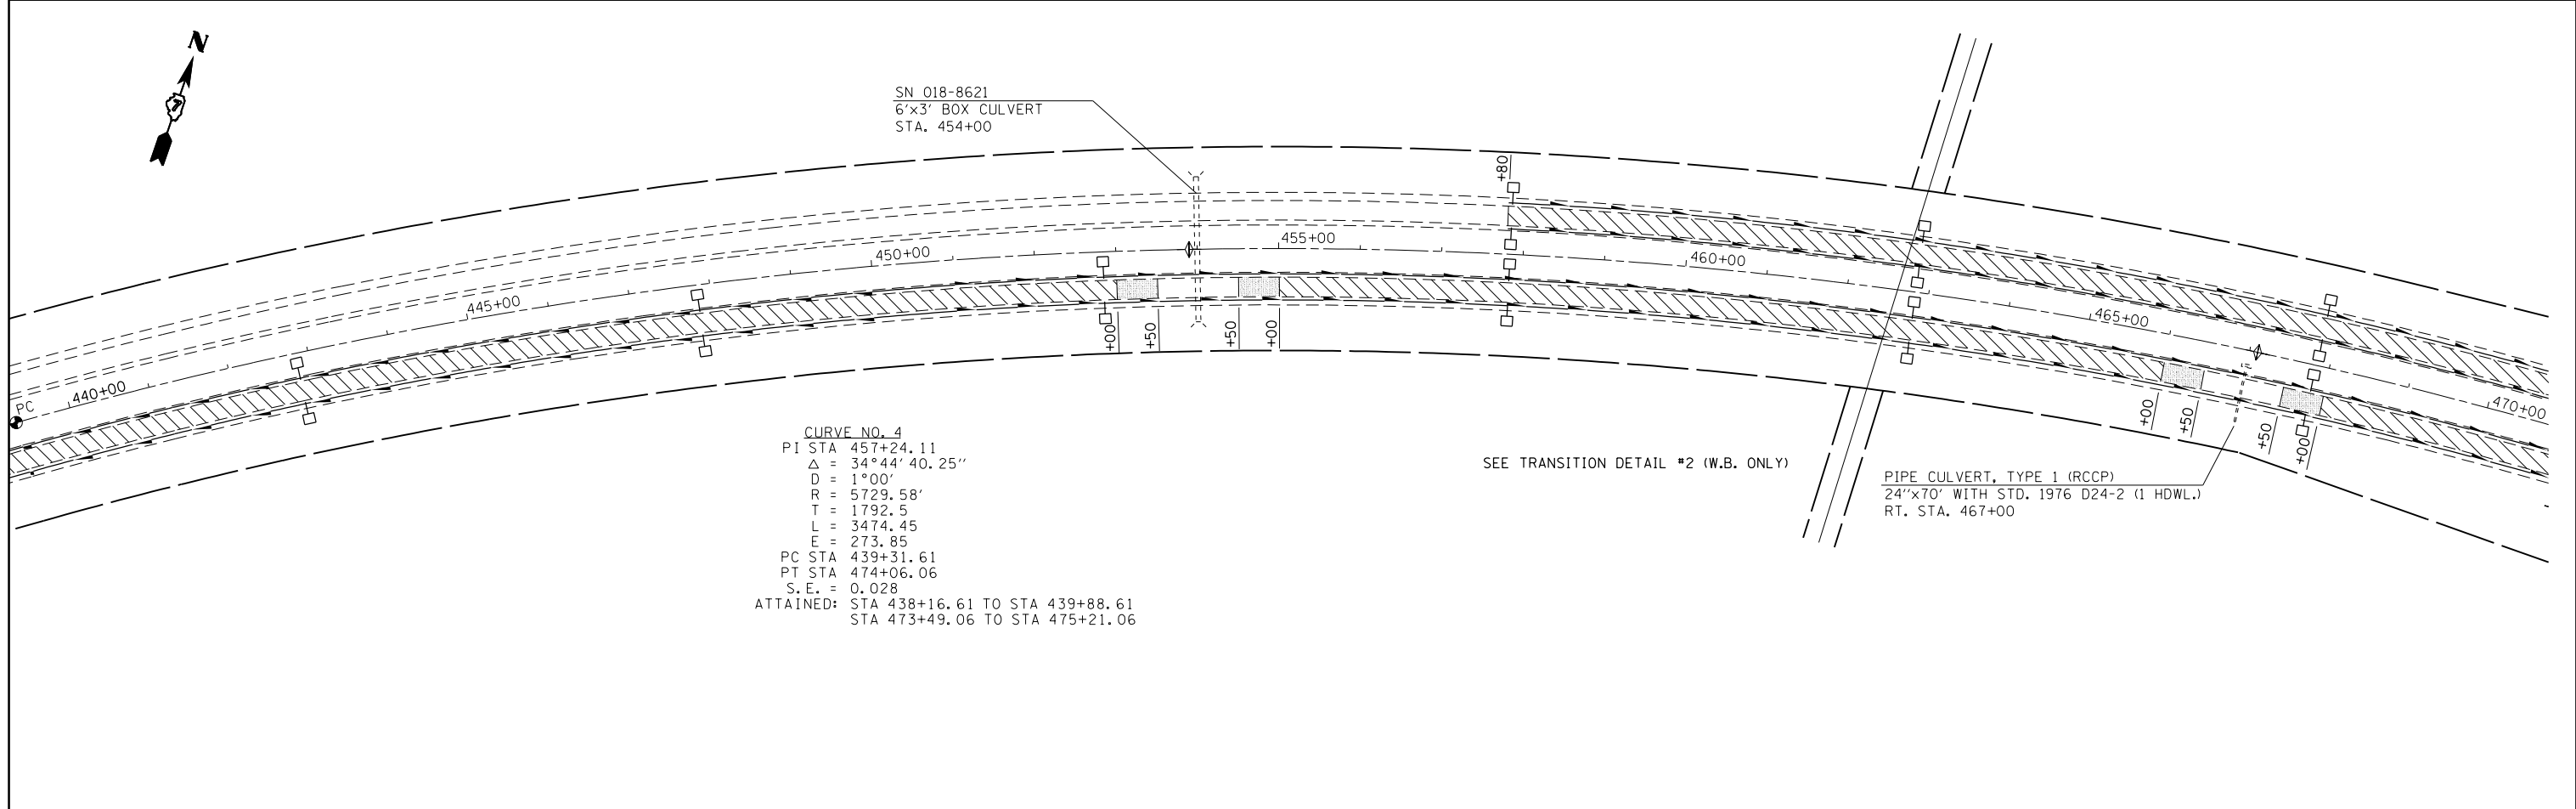 N
7
SN 018-8621
6'x3' BOX CULVERT
STA. 454+00
+80
455+00
450+00
460+00
445+00
465+00
440+00
470+00
PC
+00
+50
+50
+00
+00
+50
+50
+00
CURVE NO. 4
PI STA 457+24.11
Δ = 34°44'40.25"
D = 1°00'
R = 5729.58'
T = 1792.5
L = 3474.45
E = 273.85
PC STA 439+31.61
PT STA 474+06.06
S.E. = 0.028
ATTAINED: STA 438+16.61 TO STA 439+88.61
STA 473+49.06 TO STA 475+21.06
SEE TRANSITION DETAIL #2 (W.B. ONLY)
PIPE CULVERT, TYPE 1 (RCCP)
24"x70' WITH STD. 1976 D24-2 (1 HDWL.)
RT. STA. 467+00